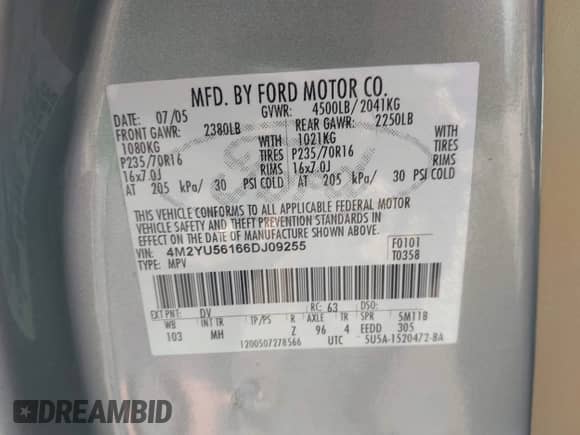 MFD. BY FORD MOTOR CO.
DATE: 07/05 GVWR: 4500LB/ 2041KG
FRONT GAWR: 2380LB REAR GAWR: 2250LB
1080KG WITH 1021KG WITH
P235/70R16 TIRES P235/70R16 TIRES
16x7.0J RIMS 16x7.0J RIMS
AT 205 kPa/ 30 PSI COLD AT 205 kPa/ 30 PSI COLD
THIS VEHICLE CONFORMS TO ALL APPLICABLE FEDERAL MOTOR
VEHICLE SAFETY AND THEFT PREVENTION STANDARDS IN
EFFECT ON THE DATE OF MANUFACTURE SHOWN ABOVE.
VIN: 4M2YU56166DJ09255 F0101
TYPE: MPV T0358
EXT PNT: DV RC: 63 DSO:
WB INT TR TP/PS R AXLE TR SPR 5M11B
103 MH Z 96 4 EEDD 305
1200507278566 UTC 5U5A-1520472-BA
Ford
DREAMBID